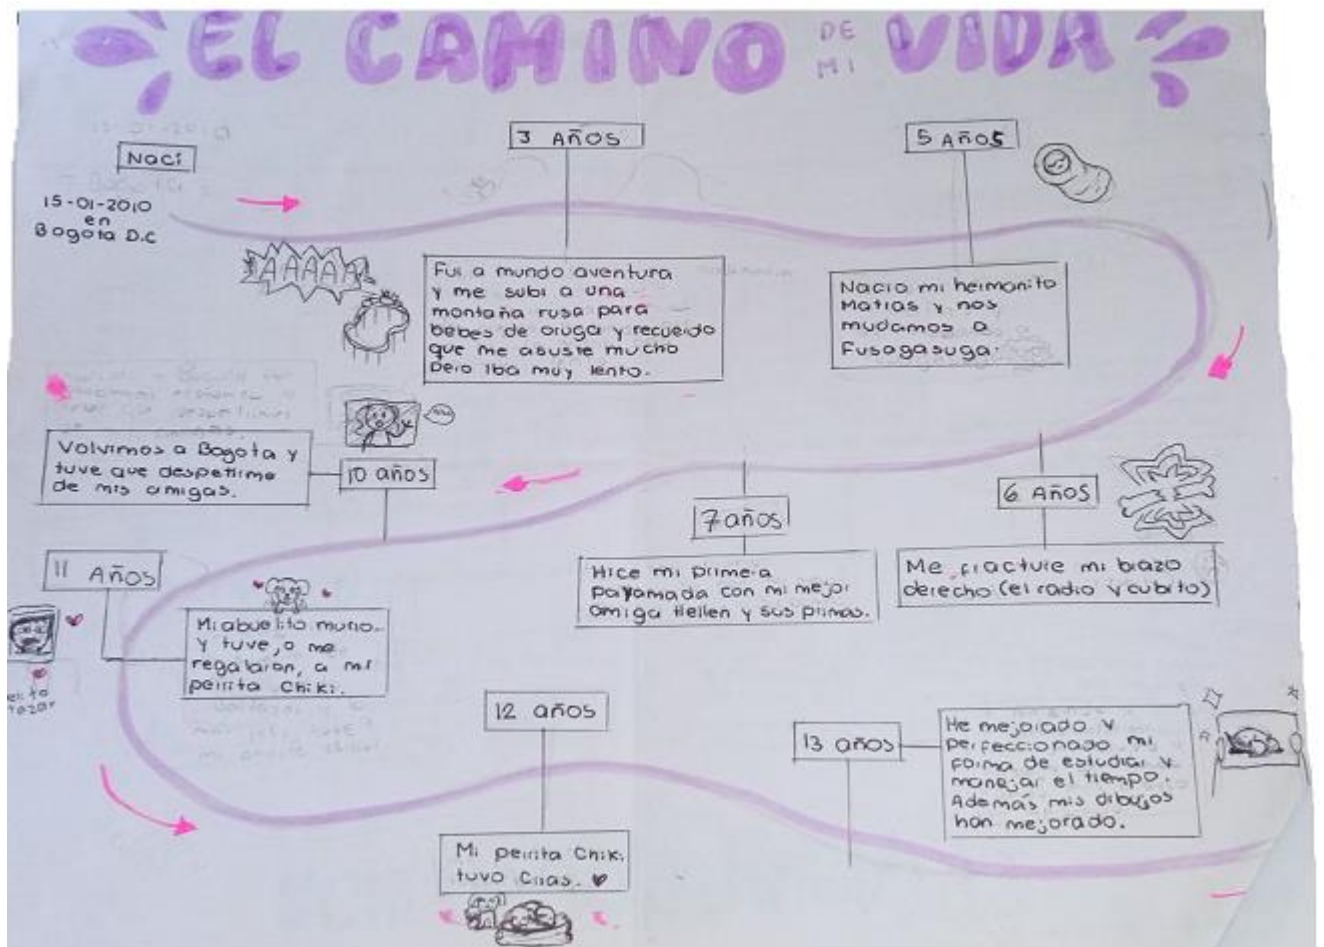 EL CAMINO DE MI VIDA
Nací
15-01-2010
en
Bogota D.C
3 AÑOS
AAAAA
Fui a mundo aventura
y me subi a una
montaña rusa para
bebes de oruga y recuerdo
que me asuste mucho
pero iba muy lento.
5 AÑOS
Nacio mi hermanito
Matias y nos
mudamos a
Fusagasuga.
6 AÑOS
Me fracture mi brazo
derecho (el radio y cubito)
7 años
Hice mi primera
payamada con mi mejor
amiga Hellen y sus primas.
10 años
Volvimos a Bogota y
tuve que despetirme
de mis amigas.
11 AÑOS
Mi abuelito murio
y tuve, o me
regalaron, a mi
perrita Chiki.
12 años
Mi perrita Chiki
tuvo crias.
13 años
He mejorado y
perfeccionado mi
forma de estudiar y
manejar el tiempo.
Además mis dibujos
han mejorado.